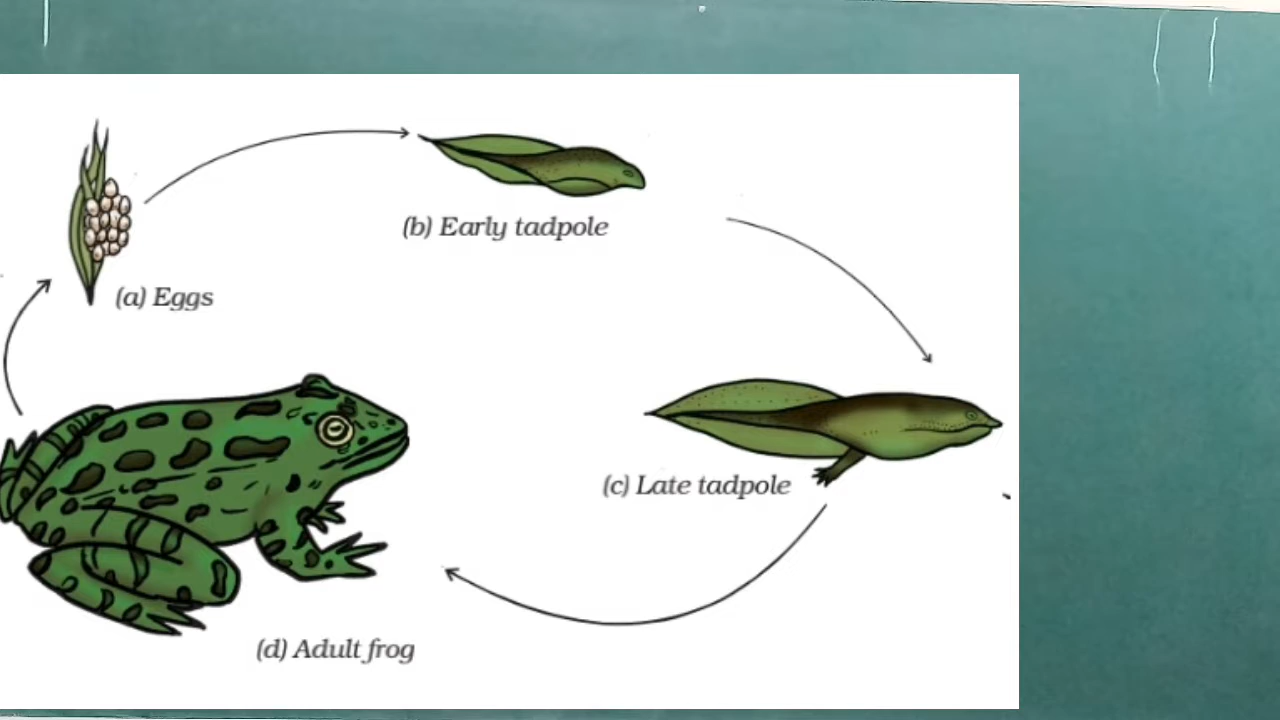 (a) Eggs
(b) Early tadpole
(c) Late tadpole
(d) Adult frog